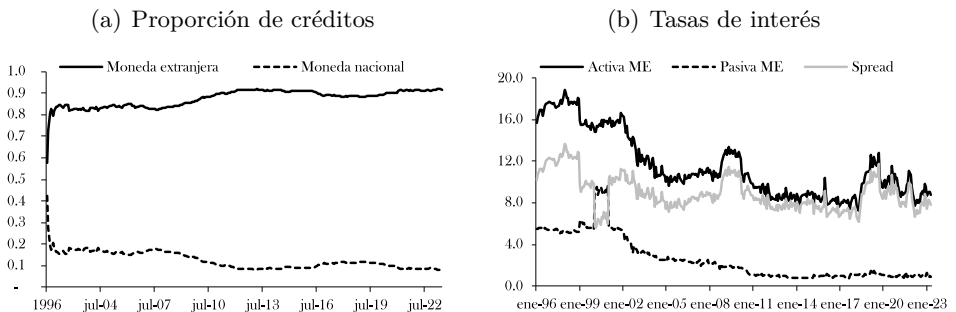 (a) Proporción de créditos
Moneda extranjera
Moneda nacional
1.0
0.9
0.8
0.7
0.6
0.5
0.4
0.3
0.2
0.1
-
1996 jul-04 jul-07 jul-10 jul-13 jul-16 jul-19 jul-22
(b) Tasas de interés
Activa ME
Pasiva ME
Spread
20.0
16.0
12.0
8.0
4.0
0.0
ene-96 ene-99 ene-02 ene-05 ene-08 ene-11 ene-14 ene-17 ene-20 ene-23